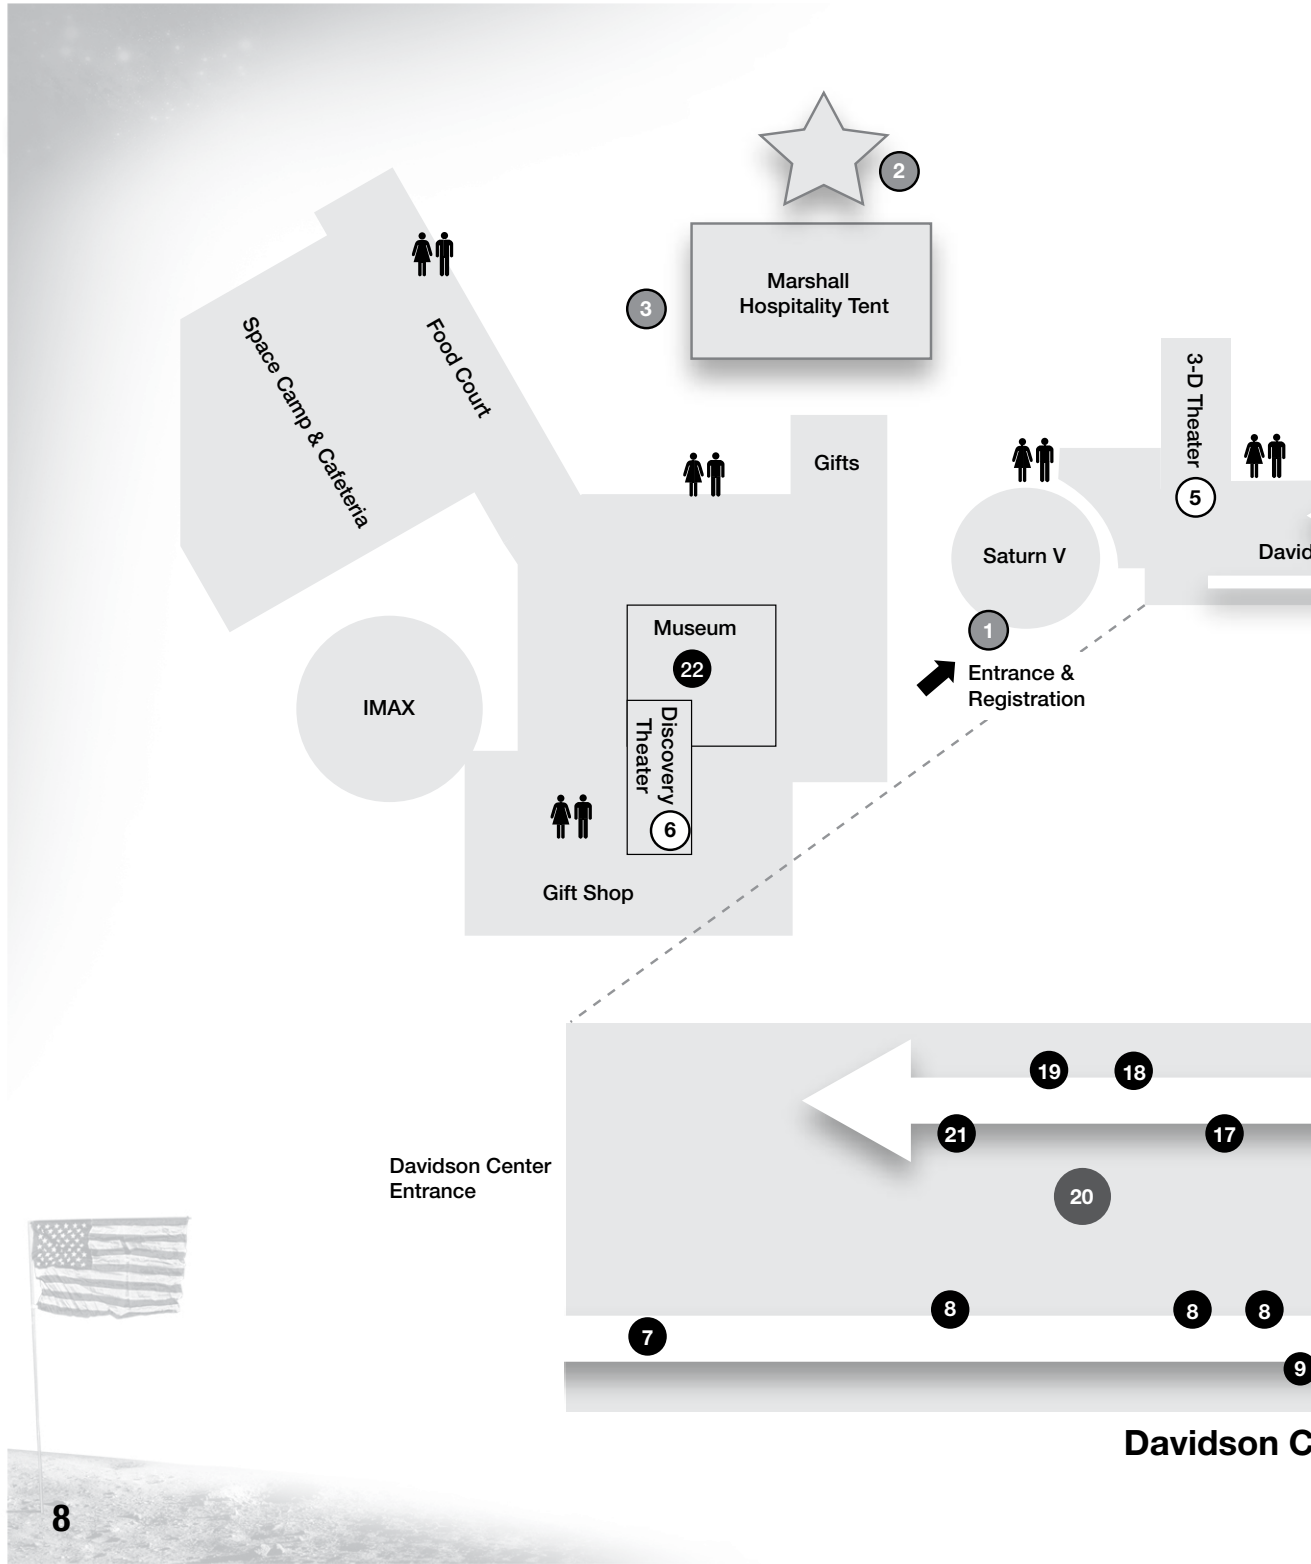 2
Marshall
Hospitality Tent
3
Space Camp & Cafeteria
Food Court
3-D Theater
5
Gifts
Saturn V
David
1
Entrance &
Registration
Museum
22
Discovery
Theater
6
IMAX
Gift Shop
19
18
21
17
Davidson Center
Entrance
20
8
8
8
7
9
Davidson C
8